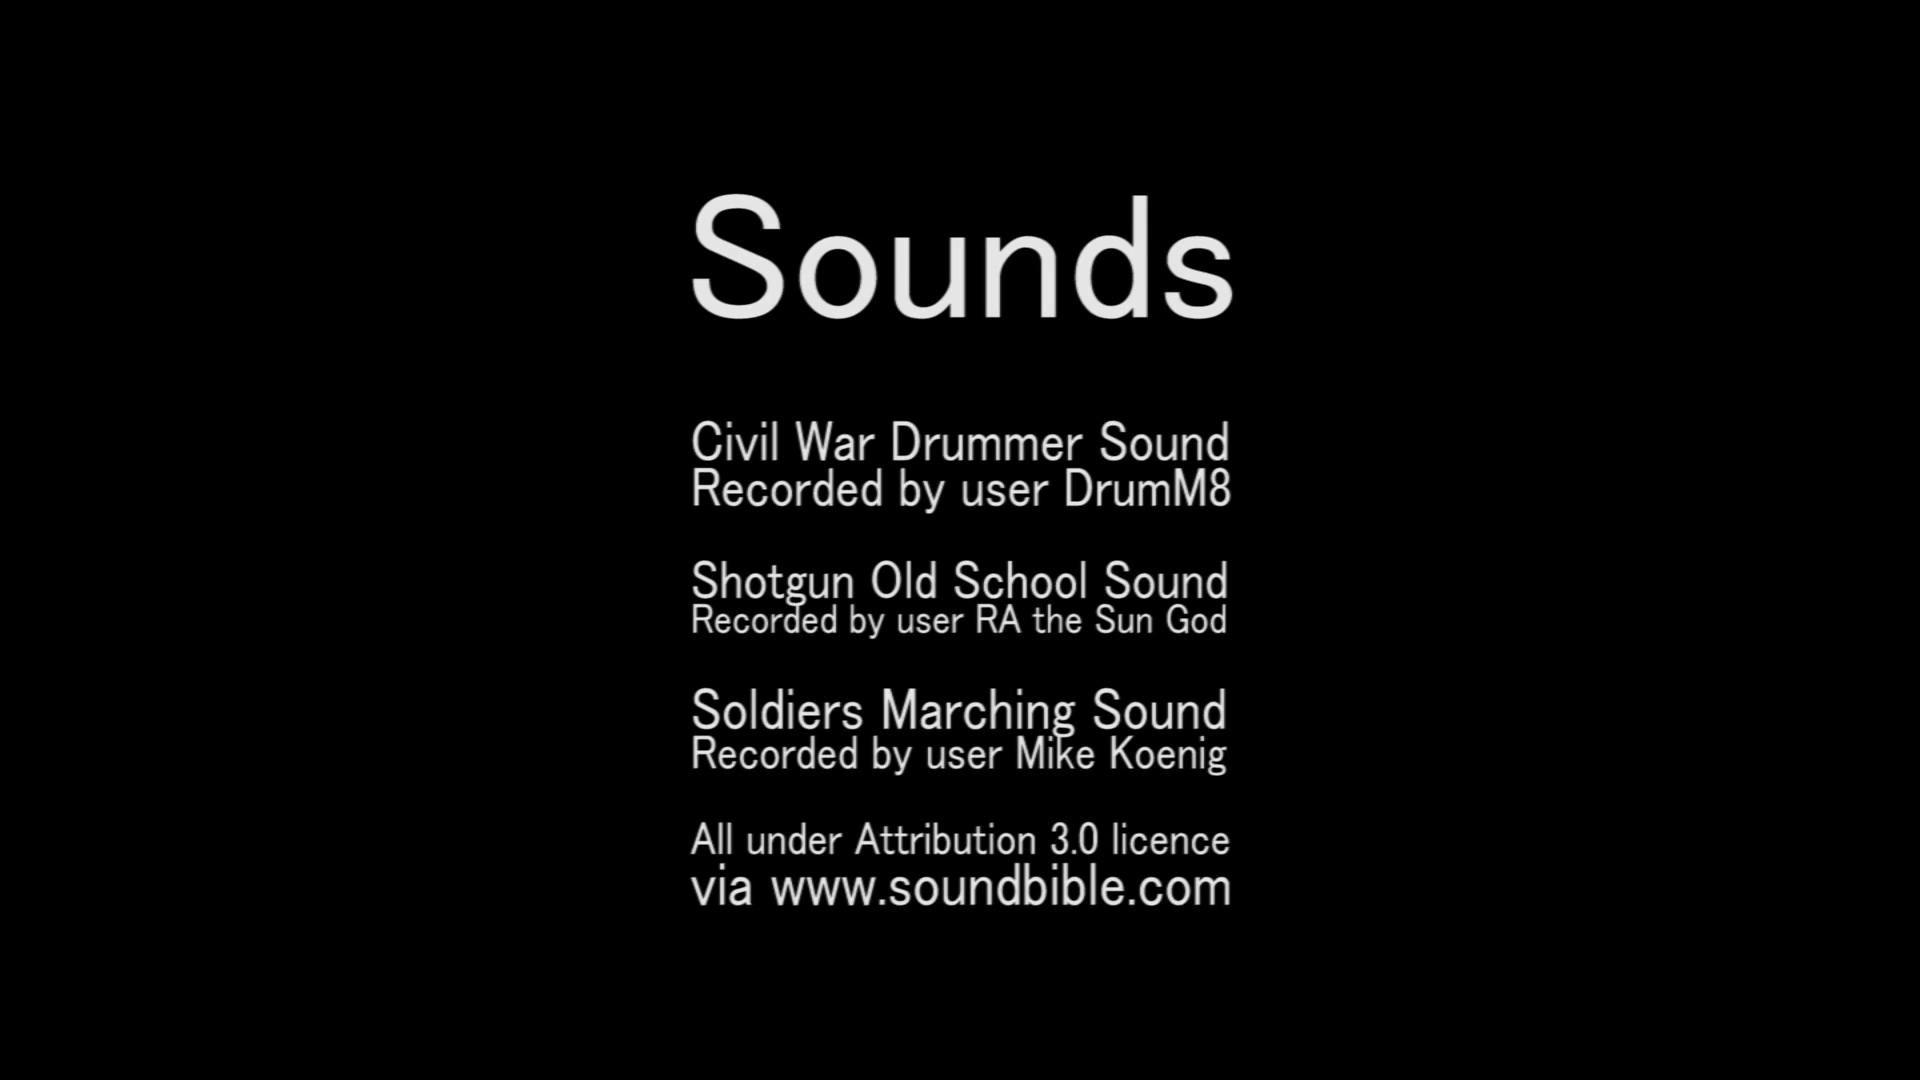 Sounds
Civil War Drummer Sound
Recorded by user DrumM8
Shotgun Old School Sound
Recorded by user RA the Sun God
Soldiers Marching Sound
Recorded by user Mike Koenig
All under Attribution 3.0 licence
via www.soundbible.com